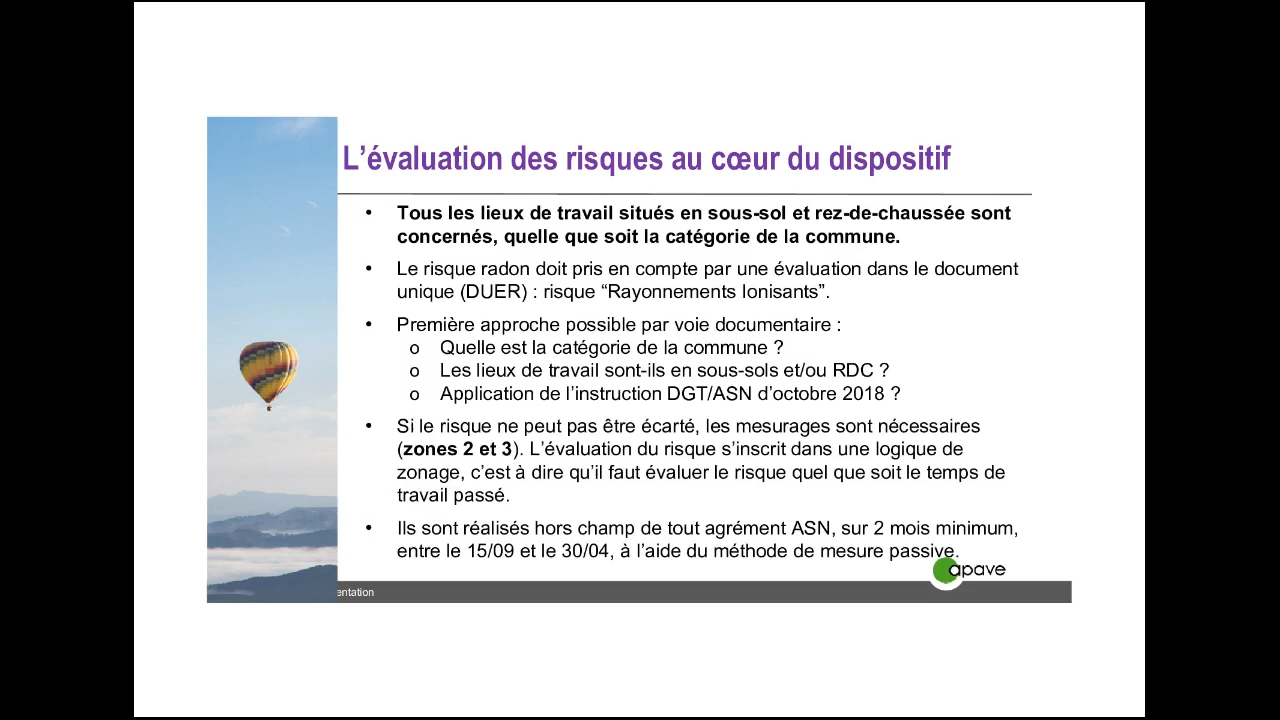 L’évaluation des risques au cœur du dispositif
• Tous les lieux de travail situés en sous-sol et rez-de-chaussée sont
concernés, quelle que soit la catégorie de la commune.
• Le risque radon doit pris en compte par une évaluation dans le document
unique (DUER) : risque “Rayonnements Ionisants”.
• Première approche possible par voie documentaire :
o Quelle est la catégorie de la commune ?
o Les lieux de travail sont-ils en sous-sols et/ou RDC ?
o Application de l’instruction DGT/ASN d’octobre 2018 ?
• Si le risque ne peut pas être écarté, les mesurages sont nécessaires
(zones 2 et 3). L’évaluation du risque s’inscrit dans une logique de
zonage, c’est à dire qu’il faut évaluer le risque quel que soit le temps de
travail passé.
• Ils sont réalisés hors champ de tout agrément ASN, sur 2 mois minimum,
entre le 15/09 et le 30/04, à l’aide du méthode de mesure passive.
apave
entation